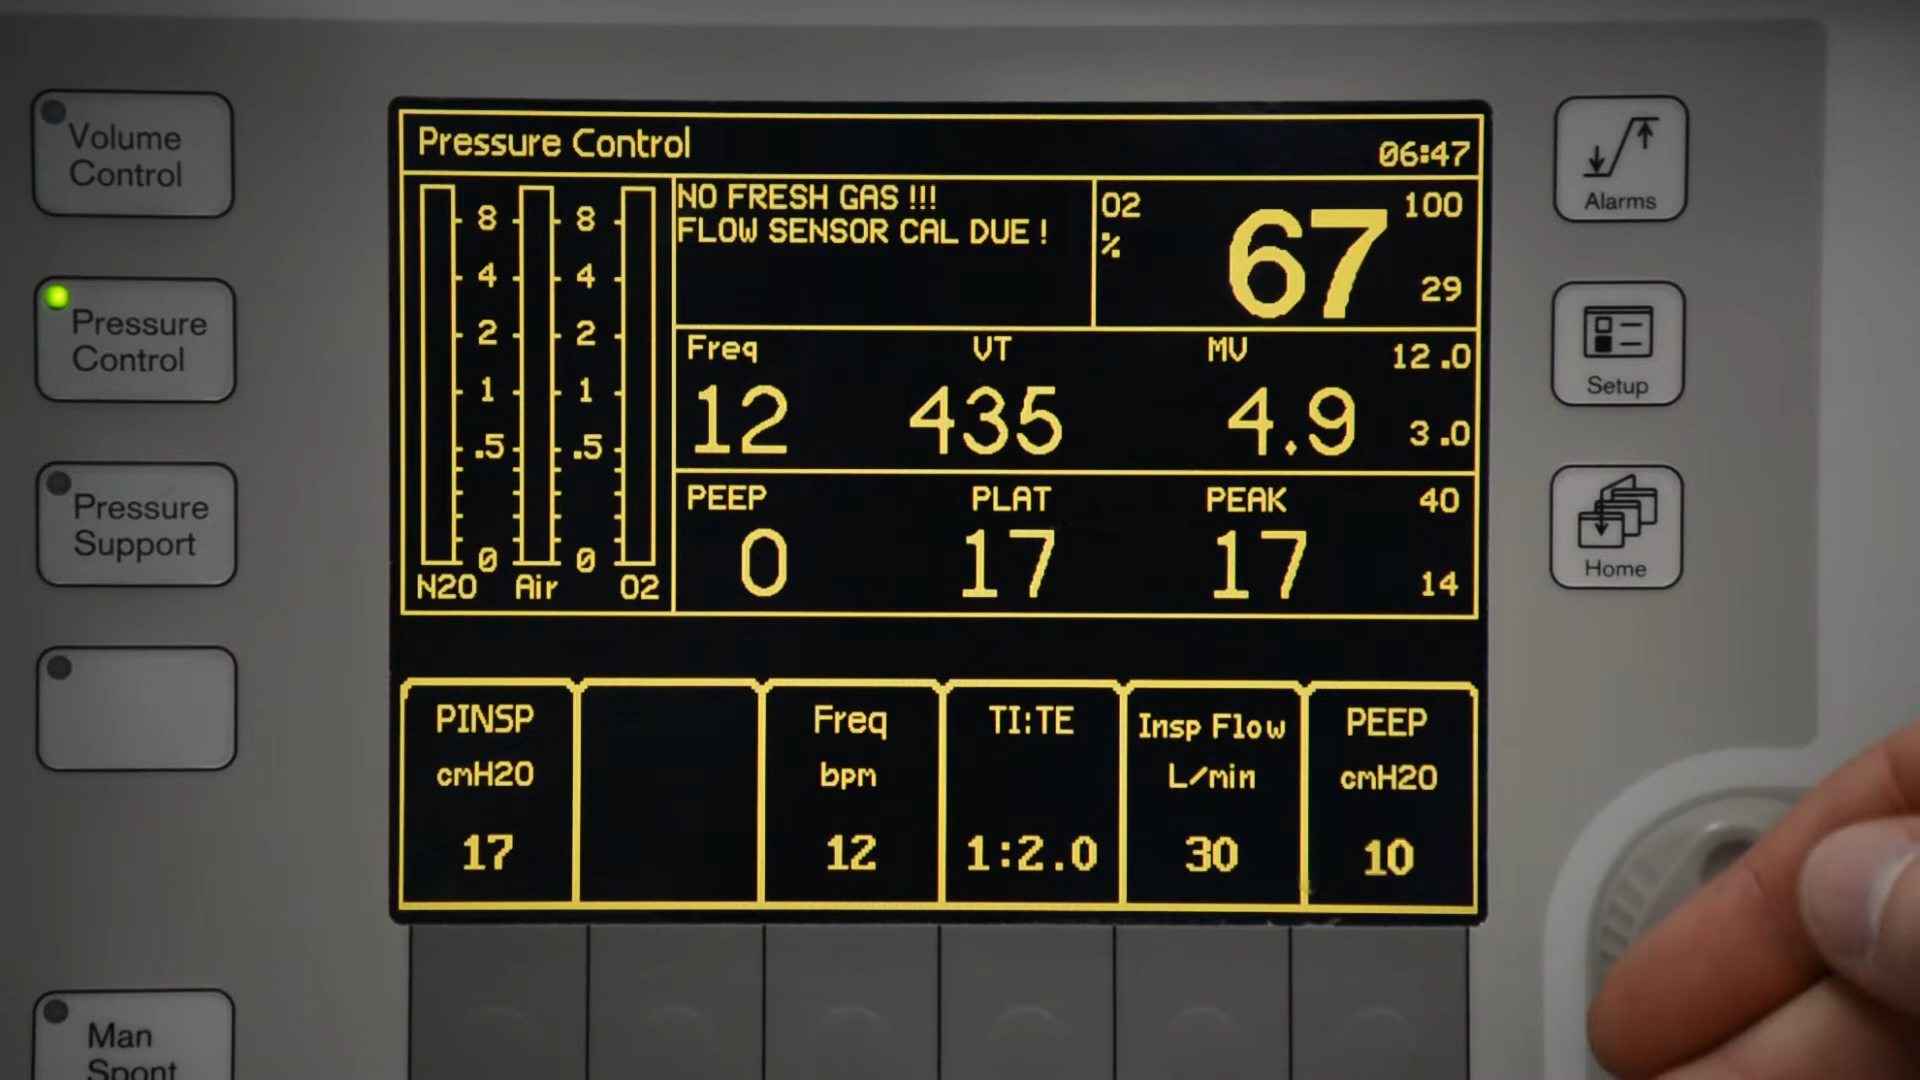 Volume
Control
Pressure
Control
Pressure
Support
Man
Spont
Pressure Control
06:47
8
8
4
4
2
2
1
1
.5
.5
0
0
N2O Air O2
NO FRESH GAS !!!
FLOW SENSOR CAL DUE !
O2
%
67
100
29
Freq VT MV
12 435 4.9
12.0
3.0
PEEP PLAT PEAK
0 17 17
40
14
PINSP
cmH2O
17
Freq
bpm
12
TI:TE
1:2.0
Insp Flow
L/min
30
PEEP
cmH2O
10
Alarms
Setup
Home